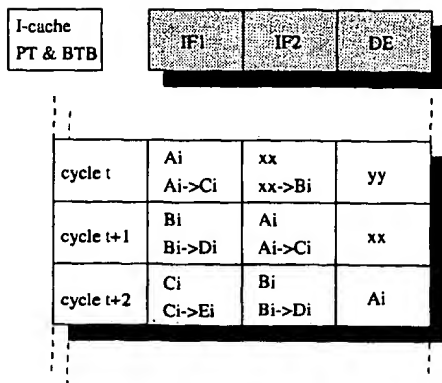 I-cache
PT & BTB
IF1
IF2
DE
cycle t
Ai
Ai->Ci
xx
xx->Bi
yy
cycle t+1
Bi
Bi->Di
Ai
Ai->Ci
xx
cycle t+2
Ci
Ci->Ei
Bi
Bi->Di
Ai